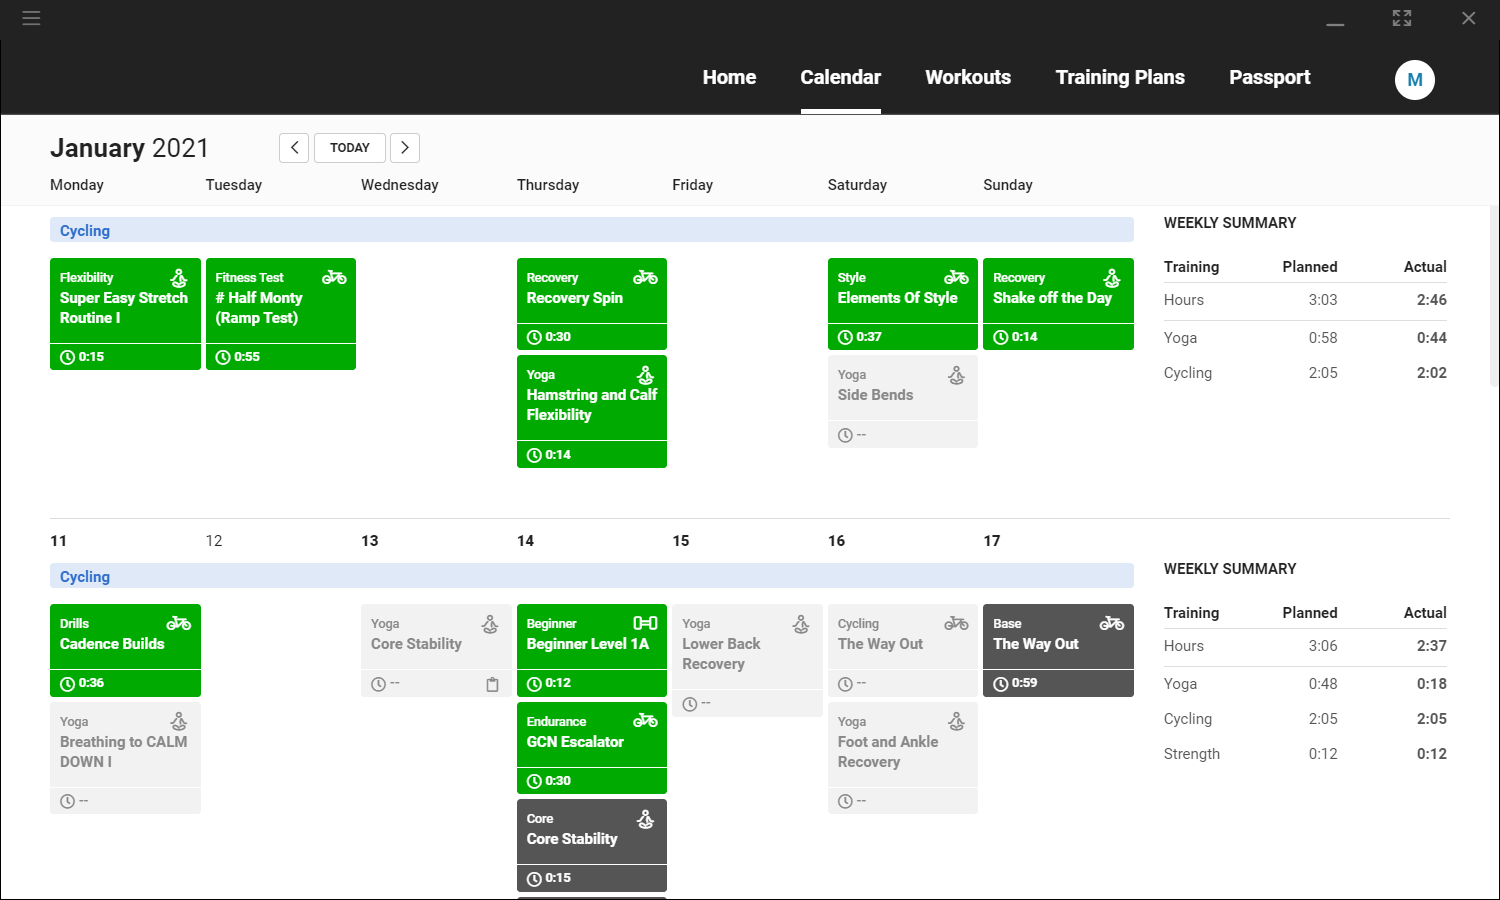 Home Calendar Workouts Training Plans Passport M
January 2021 TODAY
Monday Tuesday Wednesday Thursday Friday Saturday Sunday
Cycling
Flexibility
Super Easy Stretch
Routine I
0:15
Fitness Test
# Half Monty
(Ramp Test)
0:55
Recovery
Recovery Spin
0:30
Yoga
Hamstring and Calf
Flexibility
0:14
Style
Elements Of Style
0:37
Yoga
Side Bends
--
Recovery
Shake off the Day
0:14
WEEKLY SUMMARY
Training Planned Actual
Hours 3:03 2:46
Yoga 0:58 0:44
Cycling 2:05 2:02
11 12 13 14 15 16 17
Cycling
Drills
Cadence Builds
0:36
Yoga
Breathing to CALM
DOWN I
--
Yoga
Core Stability
--
Beginner
Beginner Level 1A
0:12
Endurance
GCN Escalator
0:30
Core
Core Stability
0:15
Yoga
Lower Back
Recovery
--
Cycling
The Way Out
--
Yoga
Foot and Ankle
Recovery
--
Base
The Way Out
0:59
WEEKLY SUMMARY
Training Planned Actual
Hours 3:06 2:37
Yoga 0:48 0:18
Cycling 2:05 2:05
Strength 0:12 0:12